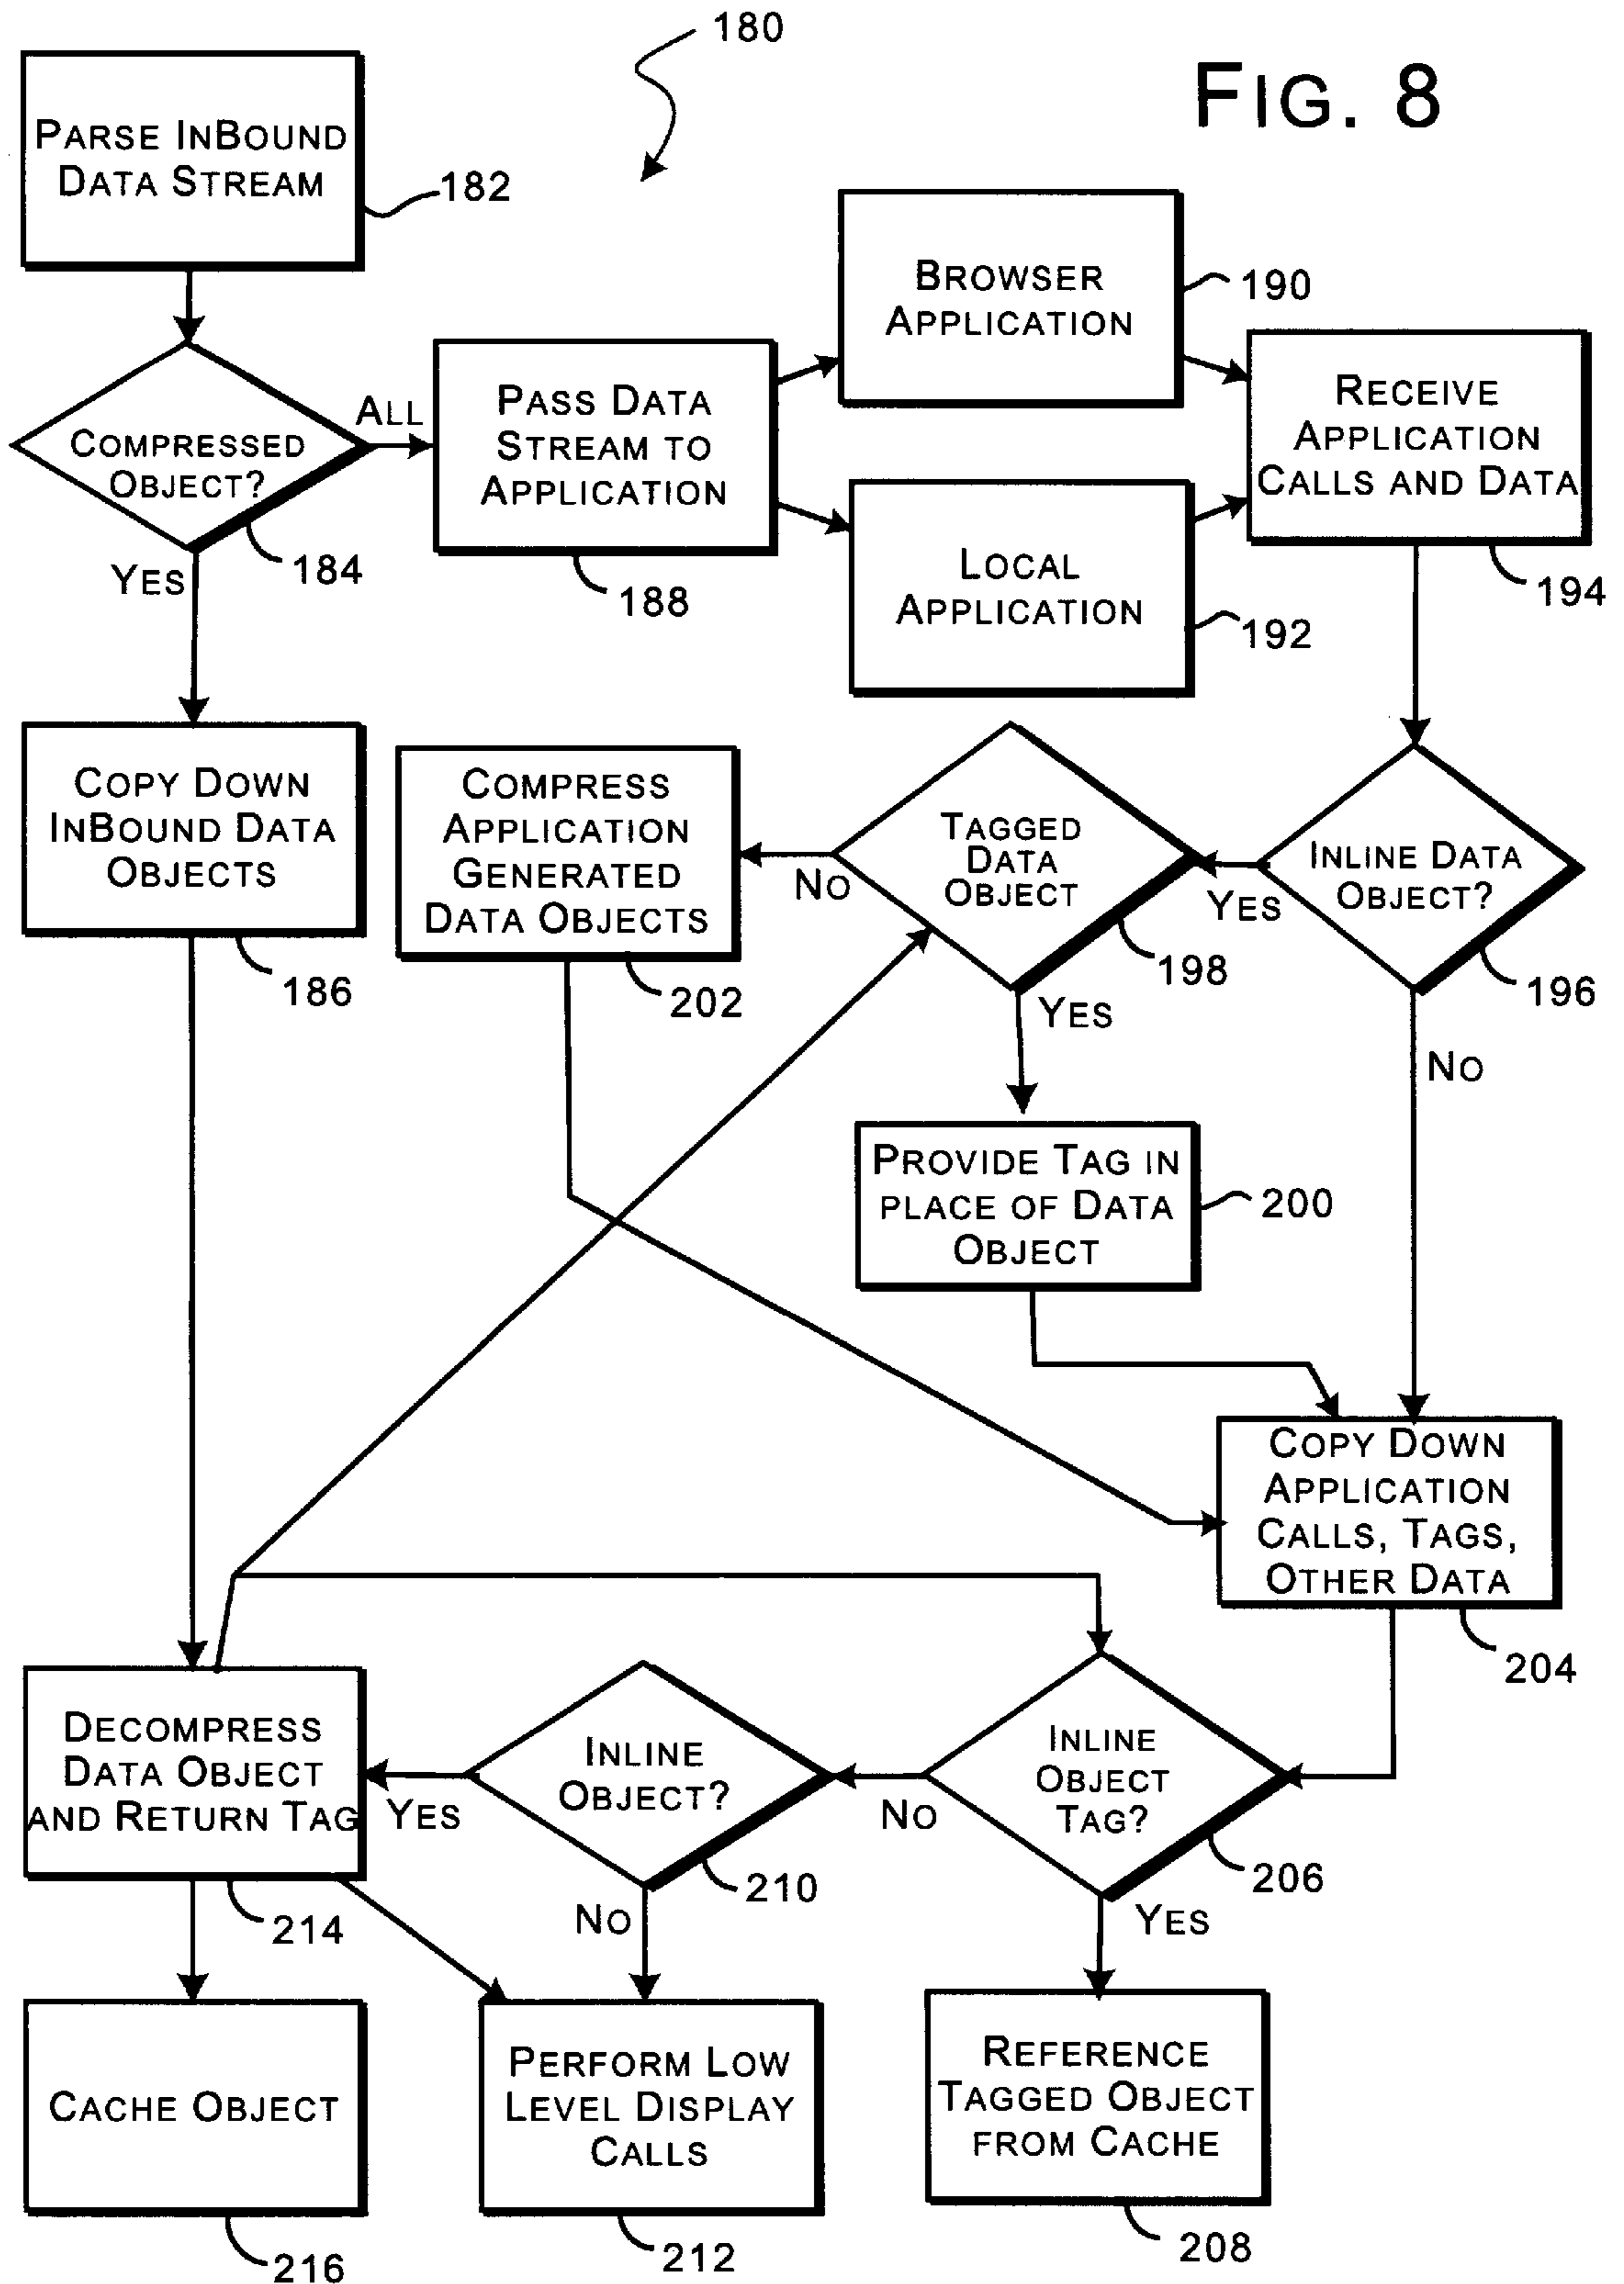 180
FIG. 8
PARSE INBOUND
DATA STREAM
182
COMPRESSED
OBJECT?
184
ALL
YES
PASS DATA
STREAM TO
APPLICATION
188
BROWSER
APPLICATION
190
LOCAL
APPLICATION
192
RECEIVE
APPLICATION
CALLS AND DATA
194
COPY DOWN
INBOUND DATA
OBJECTS
186
COMPRESS
APPLICATION
GENERATED
DATA OBJECTS
202
NO
TAGGED
DATA
OBJECT
198
YES
YES
INLINE DATA
OBJECT?
196
NO
PROVIDE TAG IN
PLACE OF DATA
OBJECT
200
COPY DOWN
APPLICATION
CALLS, TAGS,
OTHER DATA
204
DECOMPRESS
DATA OBJECT
AND RETURN TAG
214
YES
INLINE
OBJECT?
210
NO
NO
INLINE
OBJECT
TAG?
206
YES
CACHE OBJECT
216
PERFORM LOW
LEVEL DISPLAY
CALLS
212
REFERENCE
TAGGED OBJECT
FROM CACHE
208